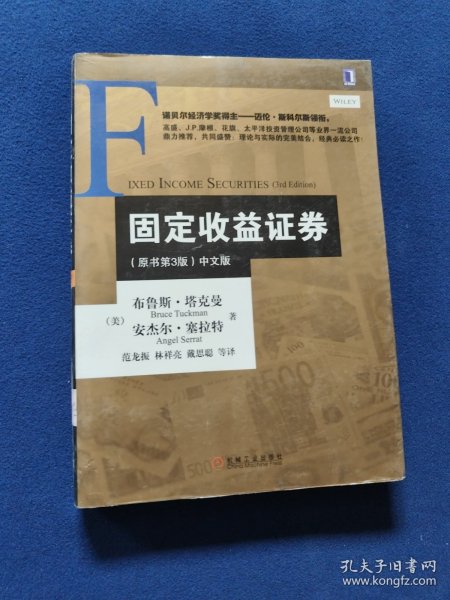 WILEY
诺贝尔经济学奖得主——迈伦·斯科尔斯领衔。
高盛、J.P.摩根、花旗、太平洋投资管理公司等业界一流公司
鼎力推荐，共同盛赞：理论与实际的完美结合，经典必读之作！
FIXED INCOME SECURITIES (3rd Edition)
固定收益证券
（原书第3版）中文版
（美） 布鲁斯·塔克曼
Bruce Tuckman
安杰尔·塞拉特 著
Angel Serrat
范龙振 林祥亮 戴思聪 等译
500
机械工业出版社
China Machine Press
孔夫子旧书网
www.kongfz.com